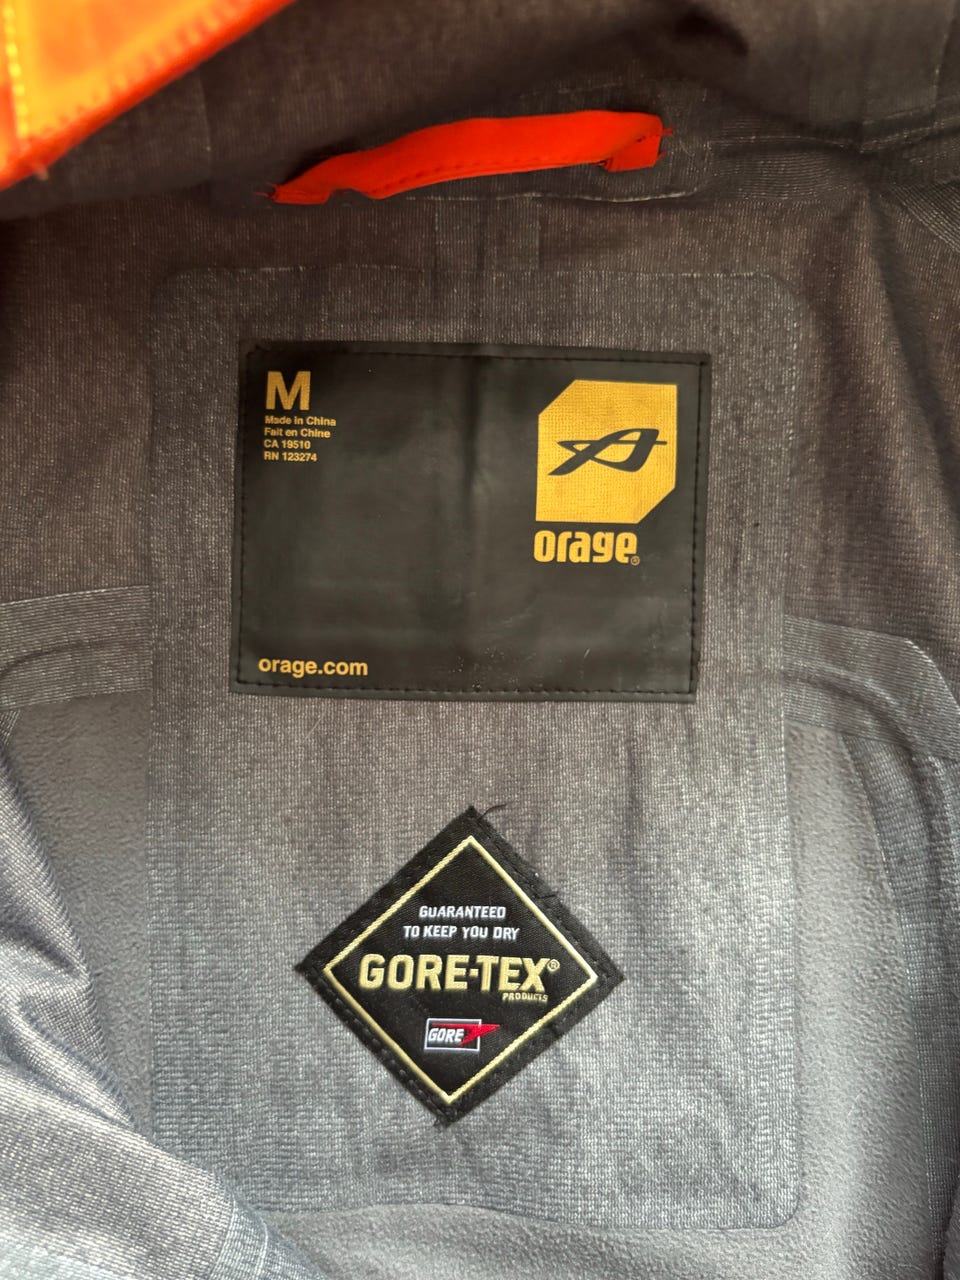 M
Made in China
Fait en Chine
CA 19510
RN 123274
orage®
orage.com
GUARANTEED
TO KEEP YOU DRY
GORE-TEX®
PRODUCTS
GORE